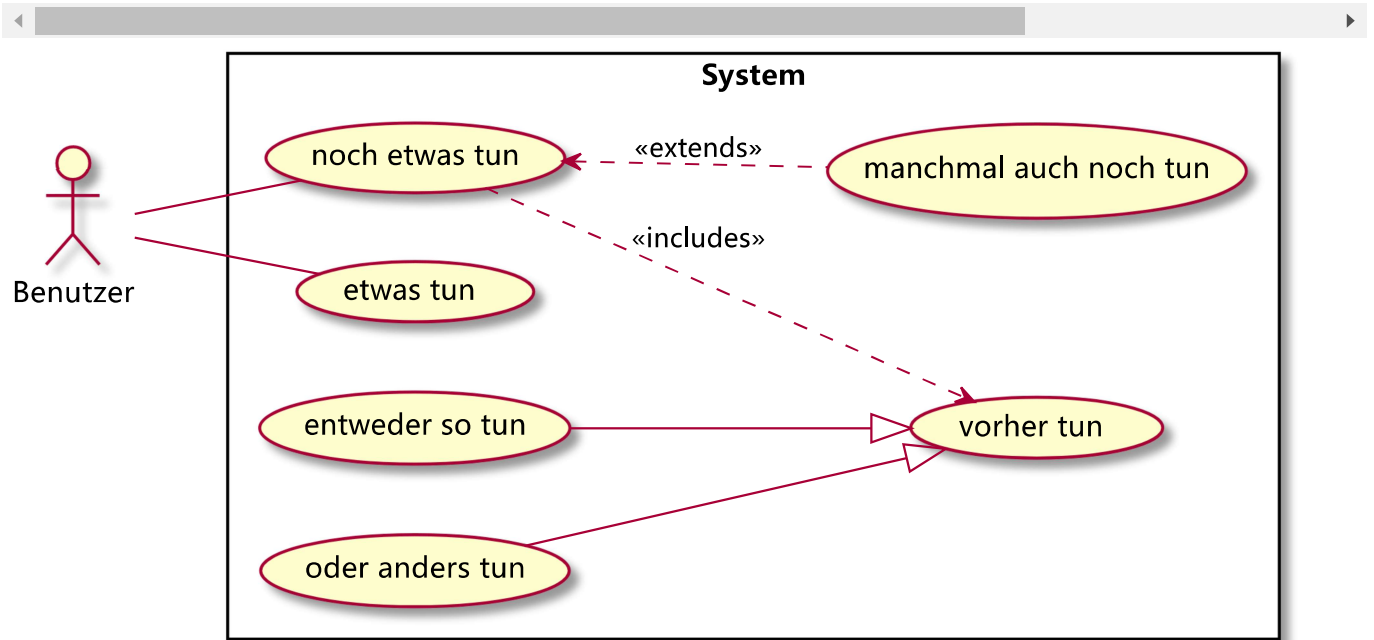 System
noch etwas tun
«extends»
manchmal auch noch tun
«includes»
Benutzer
etwas tun
entweder so tun
vorher tun
oder anders tun